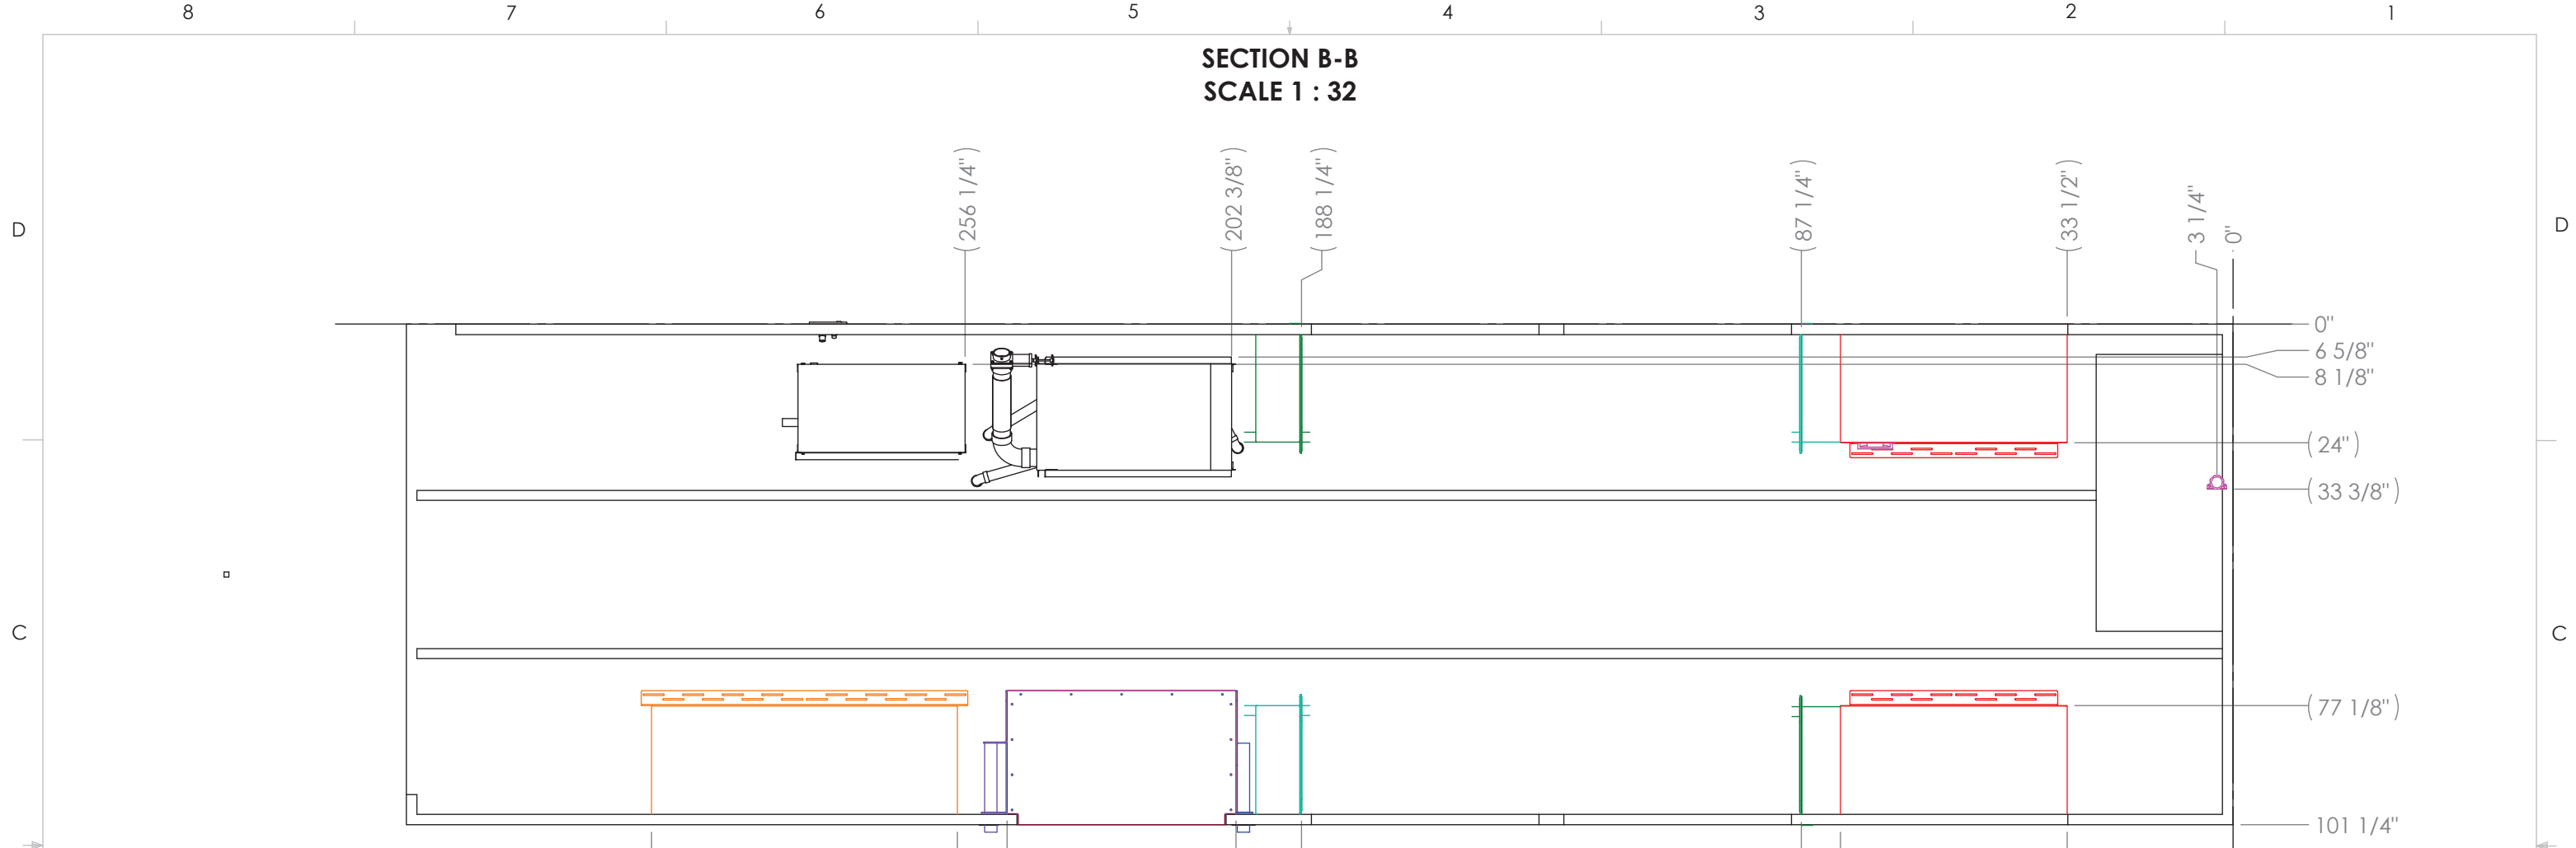 8 7 6 5 4 3 2 1
SECTION B-B
SCALE 1 : 32
(256 1/4")
(202 3/8")
(188 1/4")
(87 1/4")
(33 1/2")
3 1/4"
0"
D D
0"
6 5/8"
8 1/8"
(24")
(33 3/8")
C C
(77 1/8")
101 1/4"